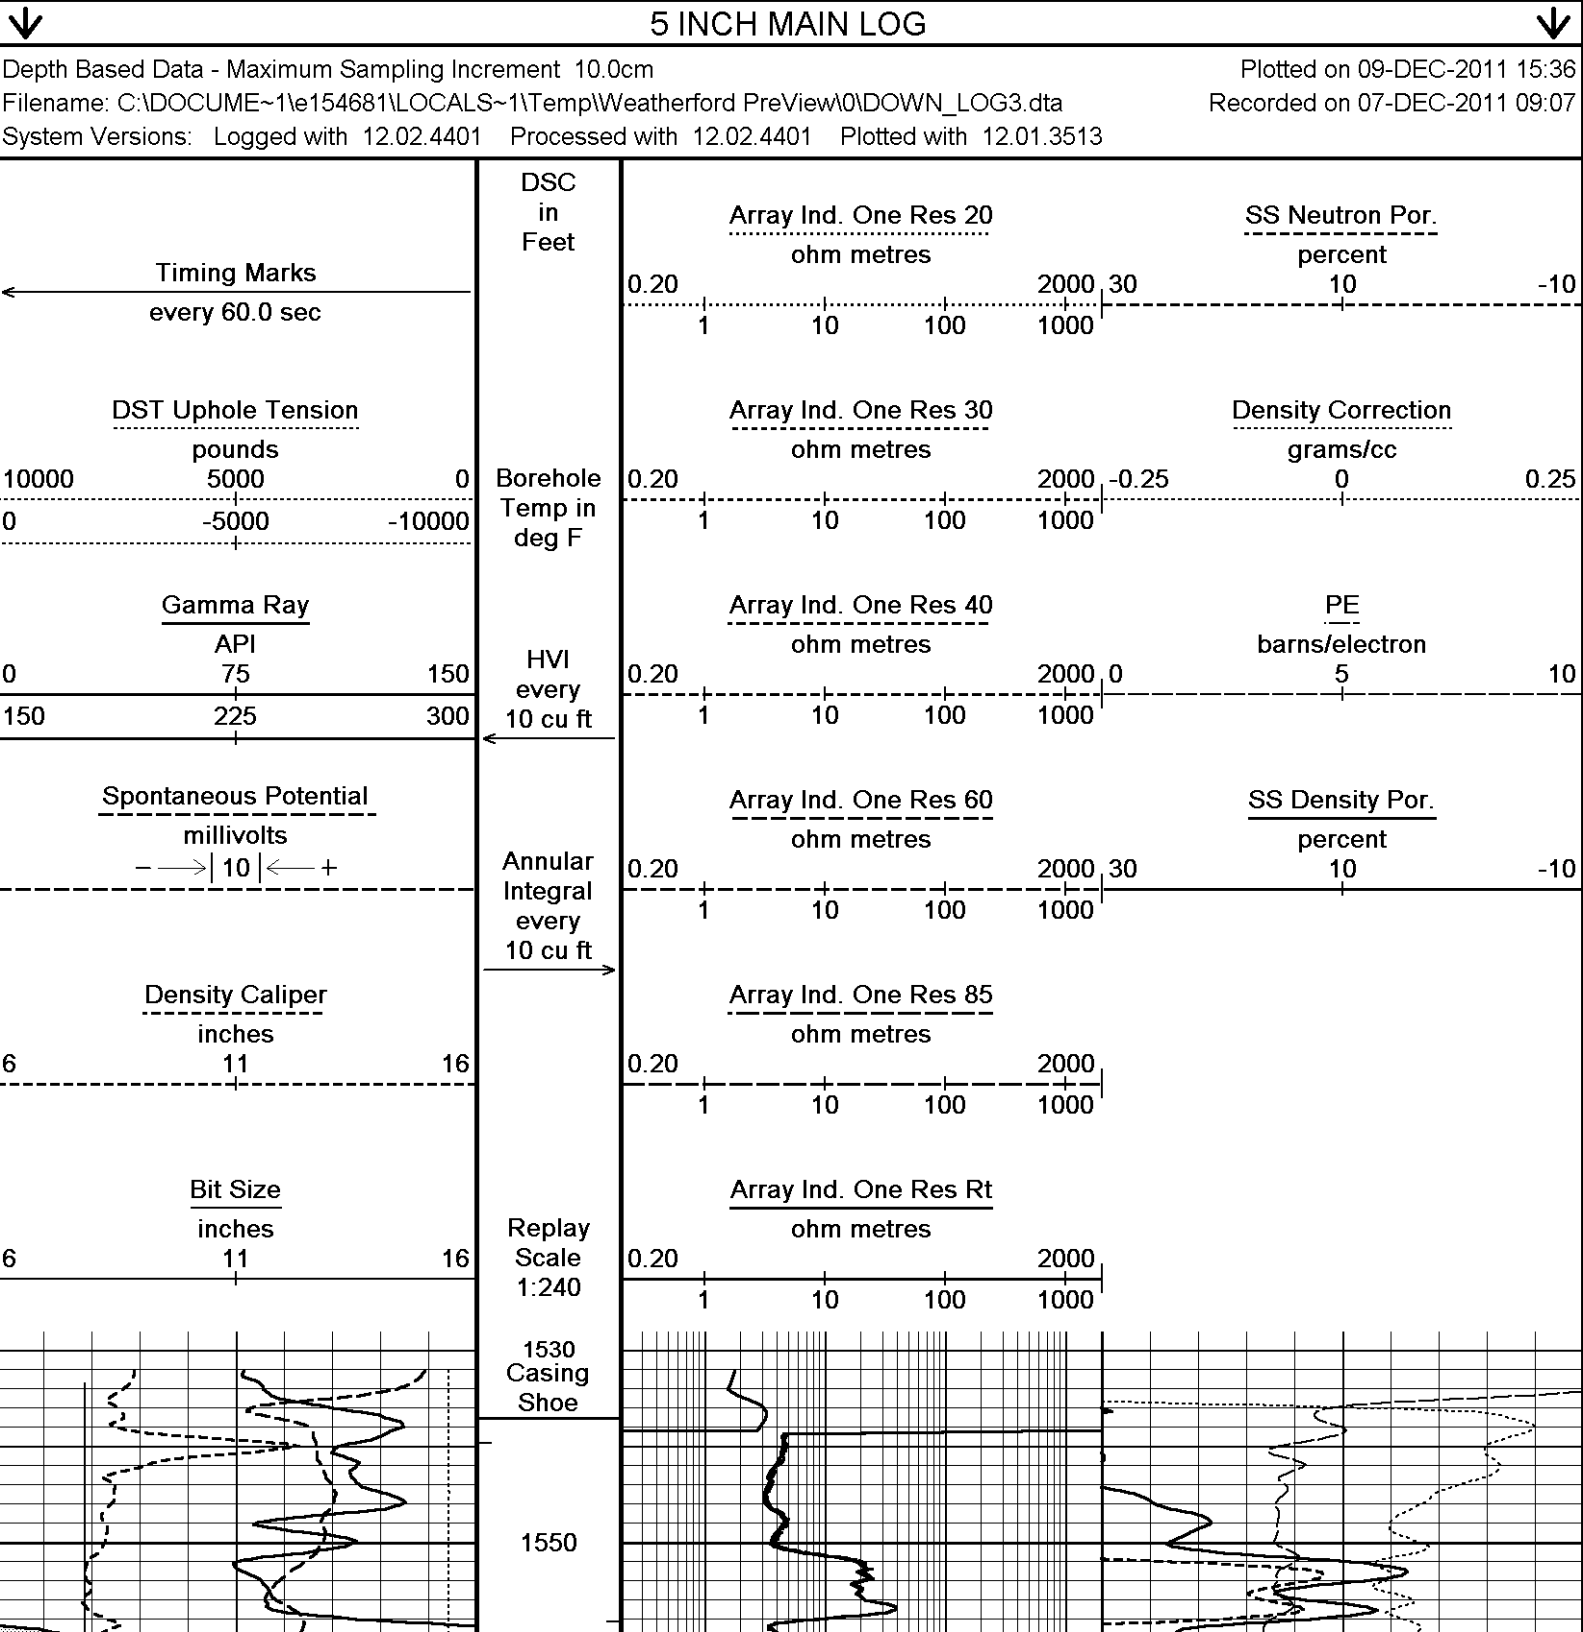 5 INCH MAIN LOG
Depth Based Data - Maximum Sampling Increment 10.0cm
Plotted on 09-DEC-2011 15:36
Filename: C:\DOCUME~1\e154681\LOCALS~1\Temp\Weatherford PreView\0\DOWN_LOG3.dta
Recorded on 07-DEC-2011 09:07
System Versions: Logged with 12.02.4401 Processed with 12.02.4401 Plotted with 12.01.3513
Timing Marks
every 60.0 sec
DST Uphole Tension
pounds
10000 5000 0
0 -5000 -10000
Gamma Ray
API
0 75 150
150 225 300
Spontaneous Potential
millivolts
- 10 +
Density Caliper
inches
6 11 16
Bit Size
inches
6 11 16
DSC
in
Feet
Borehole
Temp in
deg F
HVI
every
10 cu ft
Annular
Integral
every
10 cu ft
Replay
Scale
1:240
1530
Casing
Shoe
1550
Array Ind. One Res 20
ohm metres
0.20 2000
1 10 100 1000
Array Ind. One Res 30
ohm metres
0.20 2000
1 10 100 1000
Array Ind. One Res 40
ohm metres
0.20 2000
1 10 100 1000
Array Ind. One Res 60
ohm metres
0.20 2000
1 10 100 1000
Array Ind. One Res 85
ohm metres
0.20 2000
1 10 100 1000
Array Ind. One Res Rt
ohm metres
0.20 2000
1 10 100 1000
SS Neutron Por.
percent
30 10 -10
Density Correction
grams/cc
-0.25 0 0.25
PE
barns/electron
0 5 10
SS Density Por.
percent
30 10 -10